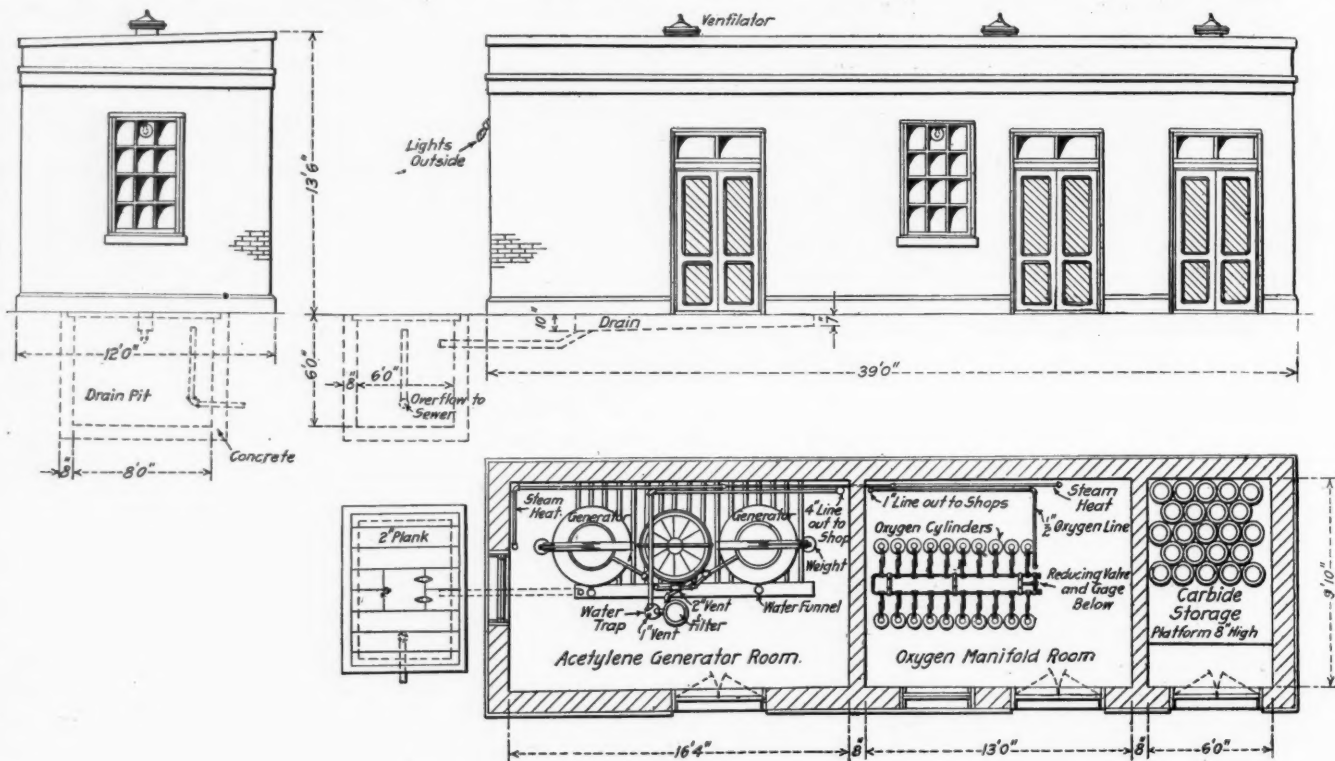 Ventilator
Lights
Outside
13'6"
12'0"
Drain Pit
8"
8'0"
Concrete
6'0"
8"
6'0"
Overflow to
Sewer
10"
Drain
7"
39'0"
2" Plank
Steam
Heat
Generator
Generator
4" Line
out to
Shop
Weight
Water
Trap
1" Vent
2" Vent
Filter
Water Funnel
Acetylene Generator Room.
1" Line out to Shops
Steam
Heat
1/2" Oxygen Line
Oxygen Cylinders
Reducing Valve
and Gage
Below
Oxygen Manifold Room
Carbide
Storage
Platform 8" High
9'10"
16'4"
8"
13'0"
8"
6'0"